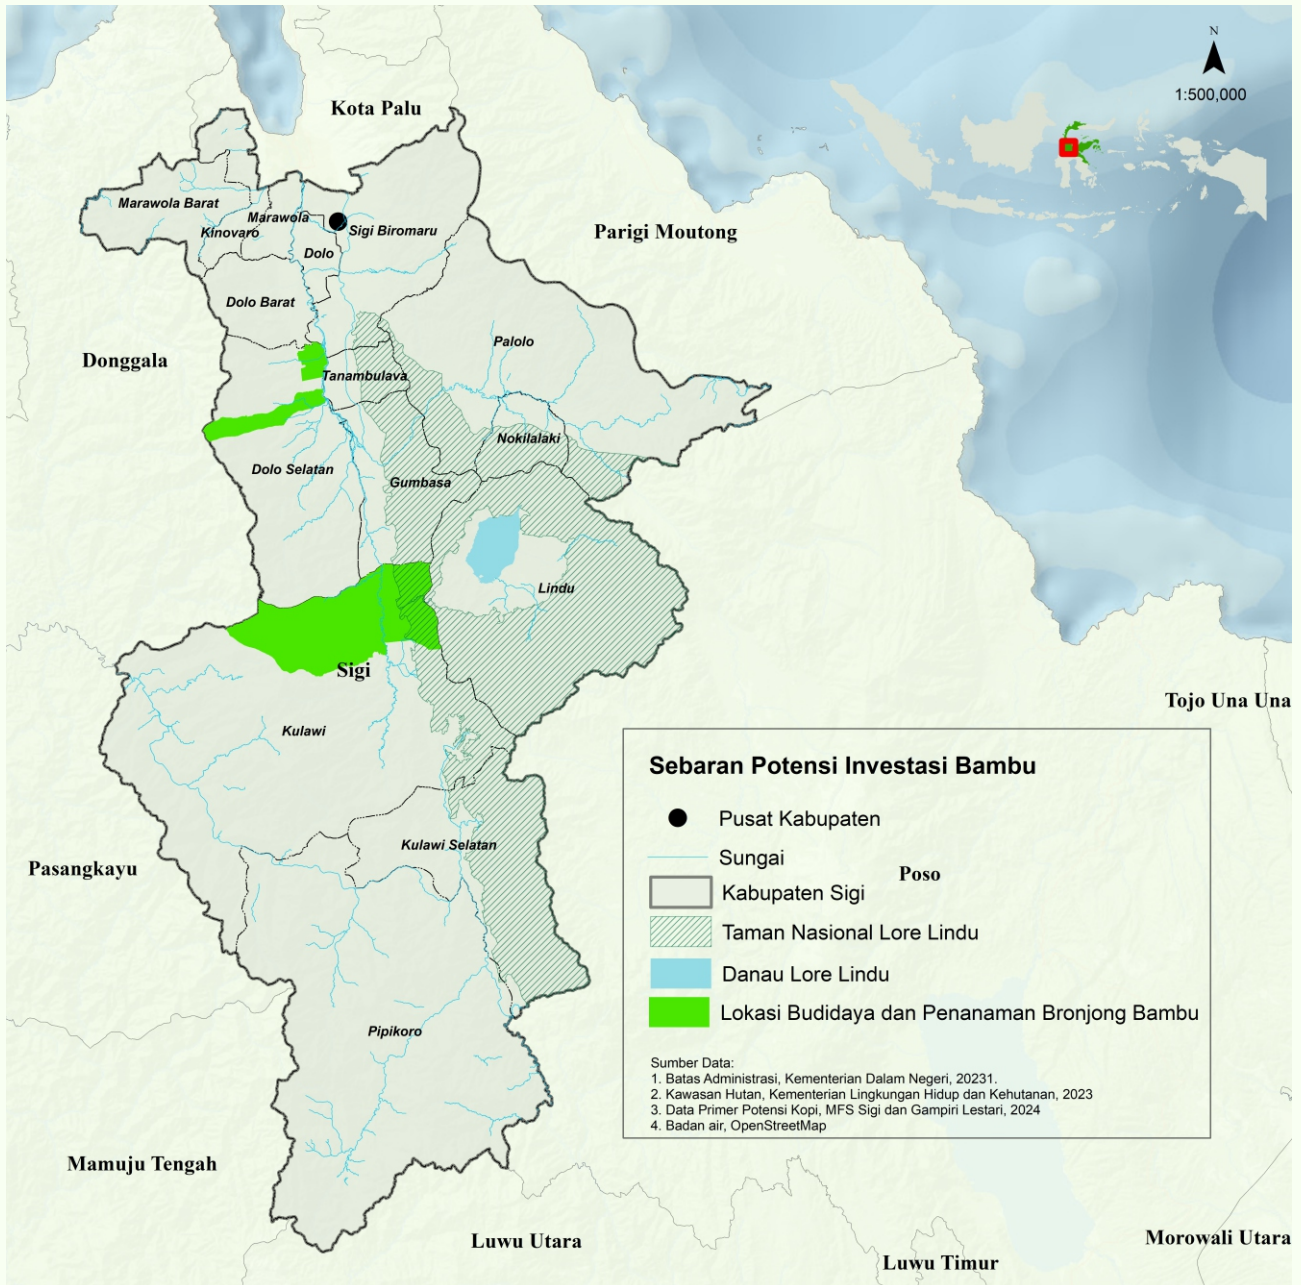 N
1:500,000
Kota Palu
Marawola Barat
Kinovaro
Marawola
Sigi Biromaru
Dolo
Parigi Moutong
Dolo Barat
Donggala
Palolo
Tanambulava
Nokilalaki
Dolo Selatan
Gumbasa
Lindu
Sigi
Kulawi
Tojo Una Una
Kulawi Selatan
Pasangkayu
Poso
Pipikoro
Mamuju Tengah
Luwu Utara
Luwu Timur
Morowali Utara
Sebaran Potensi Investasi Bambu
Pusat Kabupaten
Sungai
Kabupaten Sigi
Taman Nasional Lore Lindu
Danau Lore Lindu
Lokasi Budidaya dan Penanaman Bronjong Bambu
Sumber Data:
1. Batas Administrasi, Kementerian Dalam Negeri, 20231.
2. Kawasan Hutan, Kementerian Lingkungan Hidup dan Kehutanan, 2023
3. Data Primer Potensi Kopi, MFS Sigi dan Gampiri Lestari, 2024
4. Badan air, OpenStreetMap